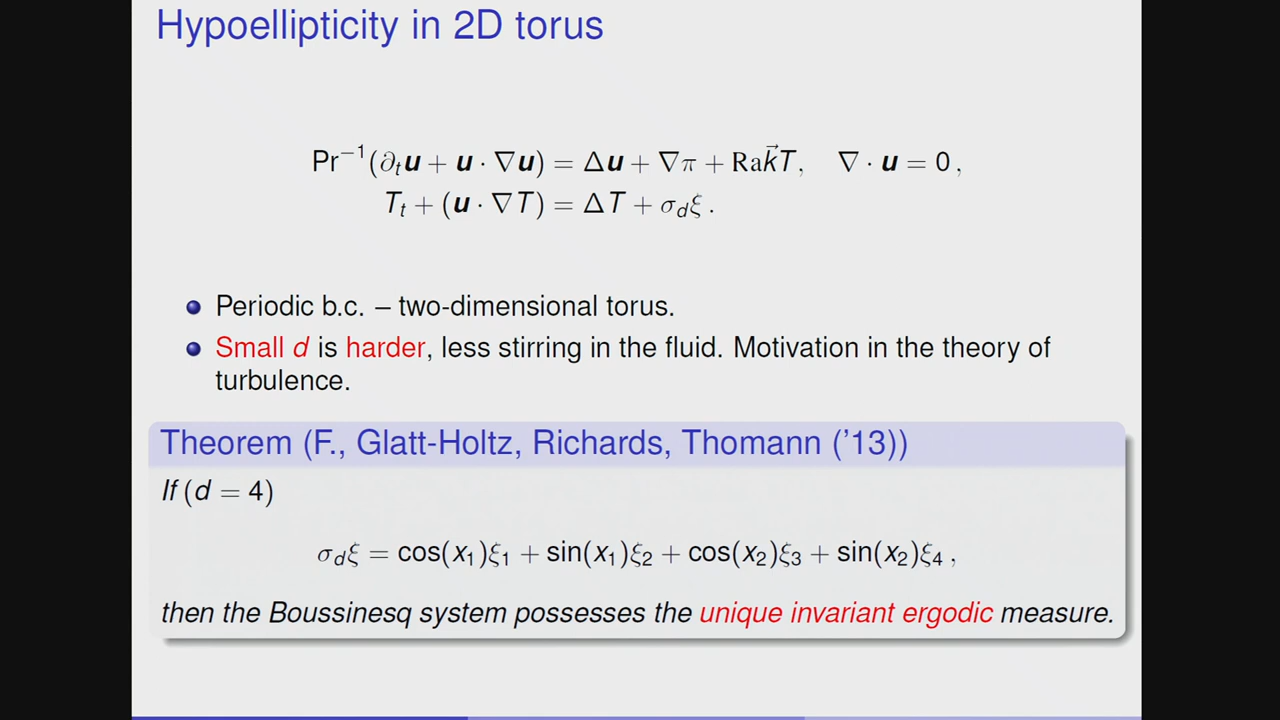 Hypoellipticity in 2D torus
Pr⁻¹(∂ₜu + u · ∇u) = Δu + ∇π + Rak⃗T, ∇ · u = 0 ,
Tₜ + (u · ∇T) = ΔT + σ_dξ .
Periodic b.c. – two-dimensional torus.
Small d is harder, less stirring in the fluid. Motivation in the theory of
turbulence.
Theorem (F., Glatt-Holtz, Richards, Thomann ('13))
If (d = 4)
σ_dξ = cos(x₁)ξ₁ + sin(x₁)ξ₂ + cos(x₂)ξ₃ + sin(x₂)ξ₄ ,
then the Boussinesq system possesses the unique invariant ergodic measure.